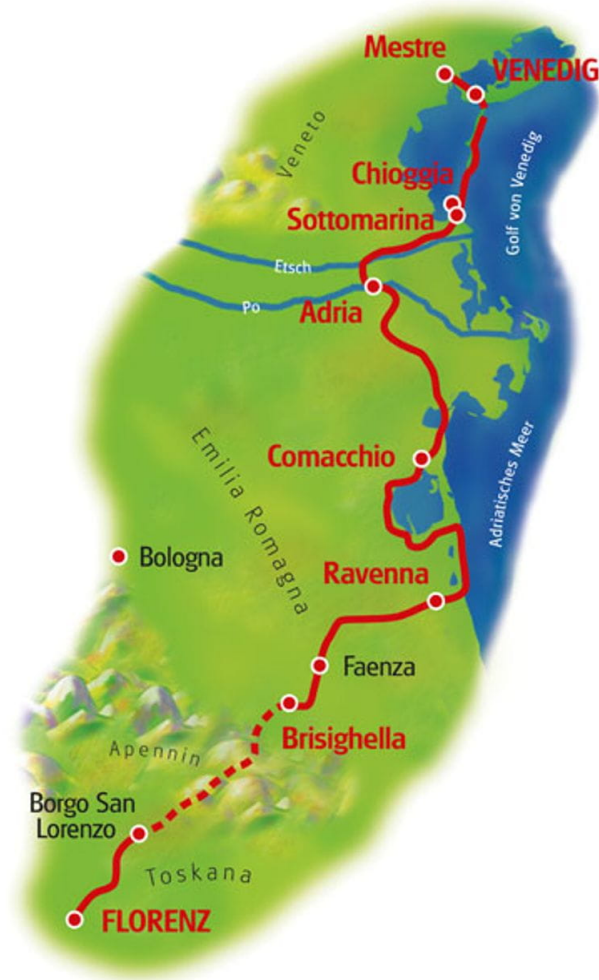 Mestre
VENEDIG
Veneto
Golf von Venedig
Chioggia
Sottomarina
Etsch
Po
Adria
Emilia Romagna
Comacchio
Adriatisches Meer
Bologna
Ravenna
Faenza
Brisighella
Apennin
Borgo San
Lorenzo
Toskana
FLORENZ